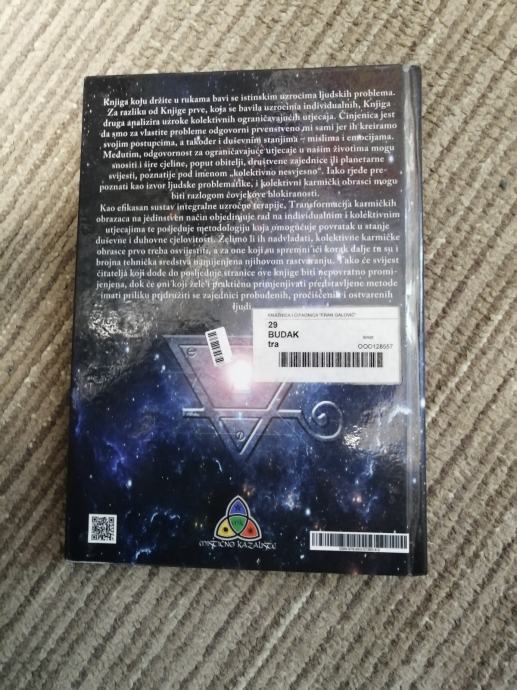 Knjiga koju držite u rukama bavi se istinskim uzrocima ljudskih problema.
Za razliku od Knjige prve, koja se bavila uzrocima individualnih, Knjiga
druga analizira uzroke kolektivnih ograničavajućih utjecaja. Činjenica jest
da smo za vlastite probleme odgovorni prvenstveno mi sami jer ih kreiramo
svojim postupcima, a također i duševnim stanjima – mislima i emocijama.
Međutim, odgovornost za ograničavajuće utjecaje u našim životima mogu
snositi i šire cjeline, poput obitelji, društvene zajednice ili planetarne
svijesti, poznatije pod imenom „kolektivno nesvjesno“. Iako rjeđe pre-
poznati kao izvor ljudske problematike, i kolektivni karmički obrasci mogu
biti razlogom čovjekove blokiranosti.
Kao efikasan sustav integralne uzročne terapije, Transformacija karmičkih
obrazaca na jedinstven način objedinjuje rad na individualnim i kolektivnim
utjecajima te posjeduje metodologiju koja omogućuje povratak u stanje
duševne i duhovne cjelovitosti. Želimo li ih nadvladati, kolektivne karmičke
obrasce prvo treba osvijestiti, a za one koji su spremni ići korak dalje tu su i
brojna tehnička sredstva namijenjena njihovom rastvaranju. Tako će svijest
čitatelja koji dođe do posljednje stranice ove knjige biti nepovratno promi-
jenjena, dok će oni koji žele i praktično primjenjivati predstavljene metode
imati priliku pridružiti se zajednici probuđenih, pročišćenih i ostvarenih
ljudi
KNJIŽNICA I ČITAONICA "FRAN GALOVIĆ"
29
BUDAK
tra
OOO128557
MISTIČNO KAZALIŠTE